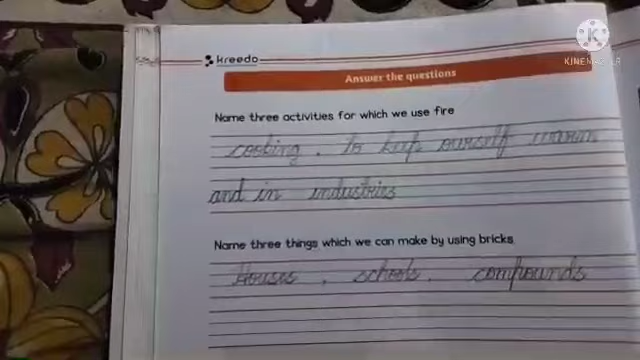 kreedo
KINEMASTER
Answer the questions
Name three activities for which we use fire
cooking, to keep ourself warm
and in industries
Name three things which we can make by using bricks
Houses, schools, compounds